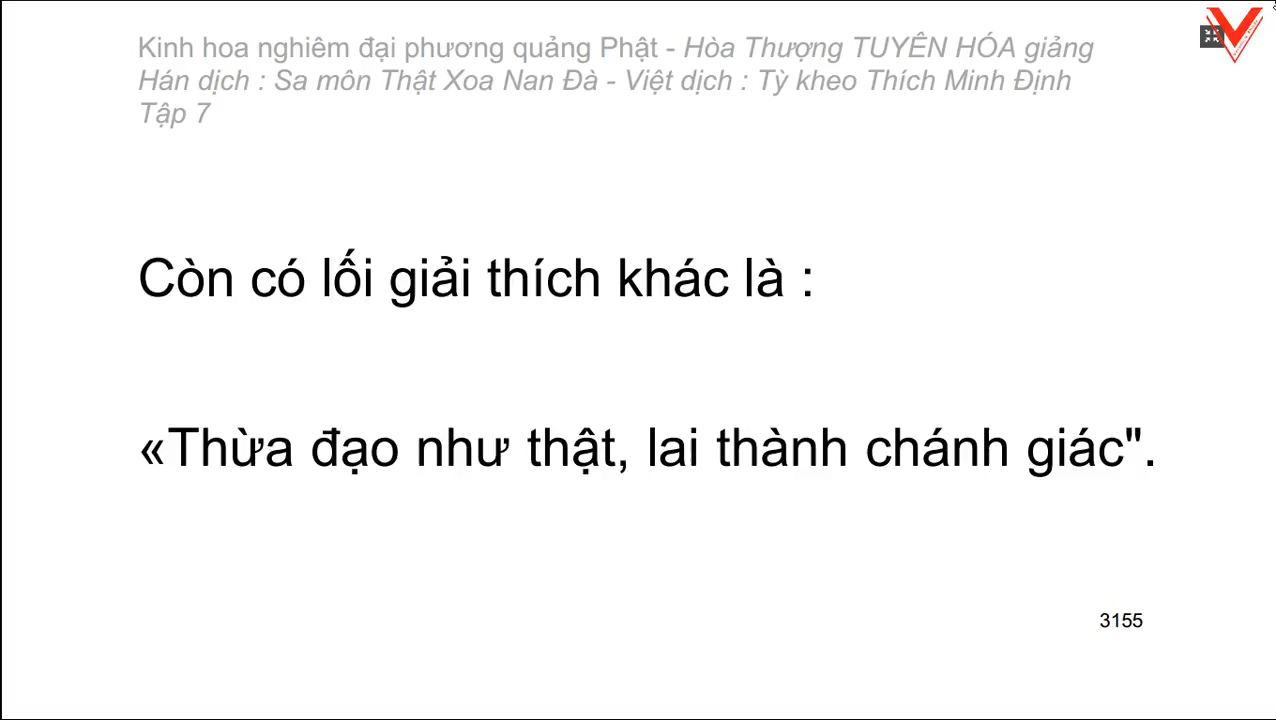 Kinh hoa nghiêm đại phương quảng Phật - Hòa Thượng TUYÊN HÓA giảng
Hán dịch : Sa môn Thật Xoa Nan Đà - Việt dịch : Tỳ kheo Thích Minh Định
Tập 7
Còn có lối giải thích khác là :
«Thừa đạo như thật, lai thành chánh giác".
3155